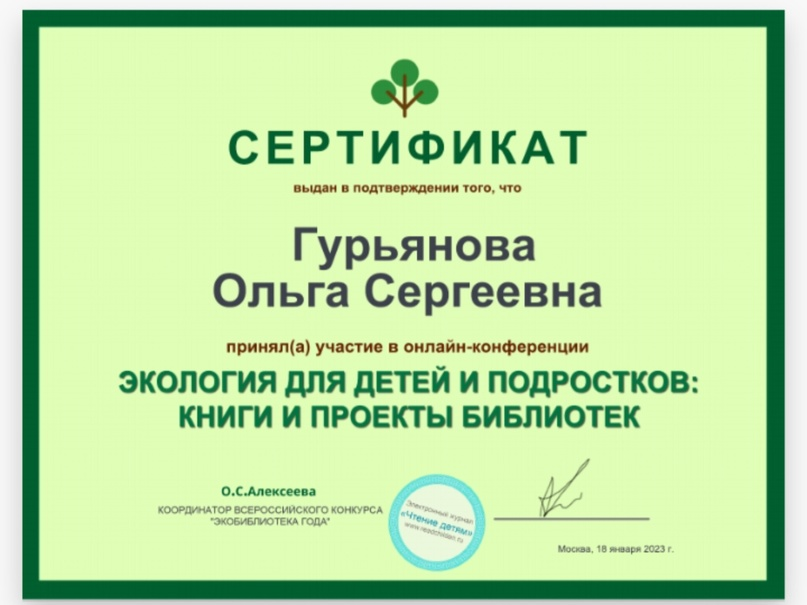 СЕРТИФИКАТ
выдан в подтверждении того, что
Гурьянова
Ольга Сергеевна
принял(а) участие в онлайн-конференции
ЭКОЛОГИЯ ДЛЯ ДЕТЕЙ И ПОДРОСТКОВ:
КНИГИ И ПРОЕКТЫ БИБЛИОТЕК
О.С.Алексеева
КООРДИНАТОР ВСЕРОССИЙСКОГО КОНКУРСА
"ЭКОБИБЛИОТЕКА ГОДА"
Электронный журнал
«Чтение детям»
Москва, 18 января 2023 г.